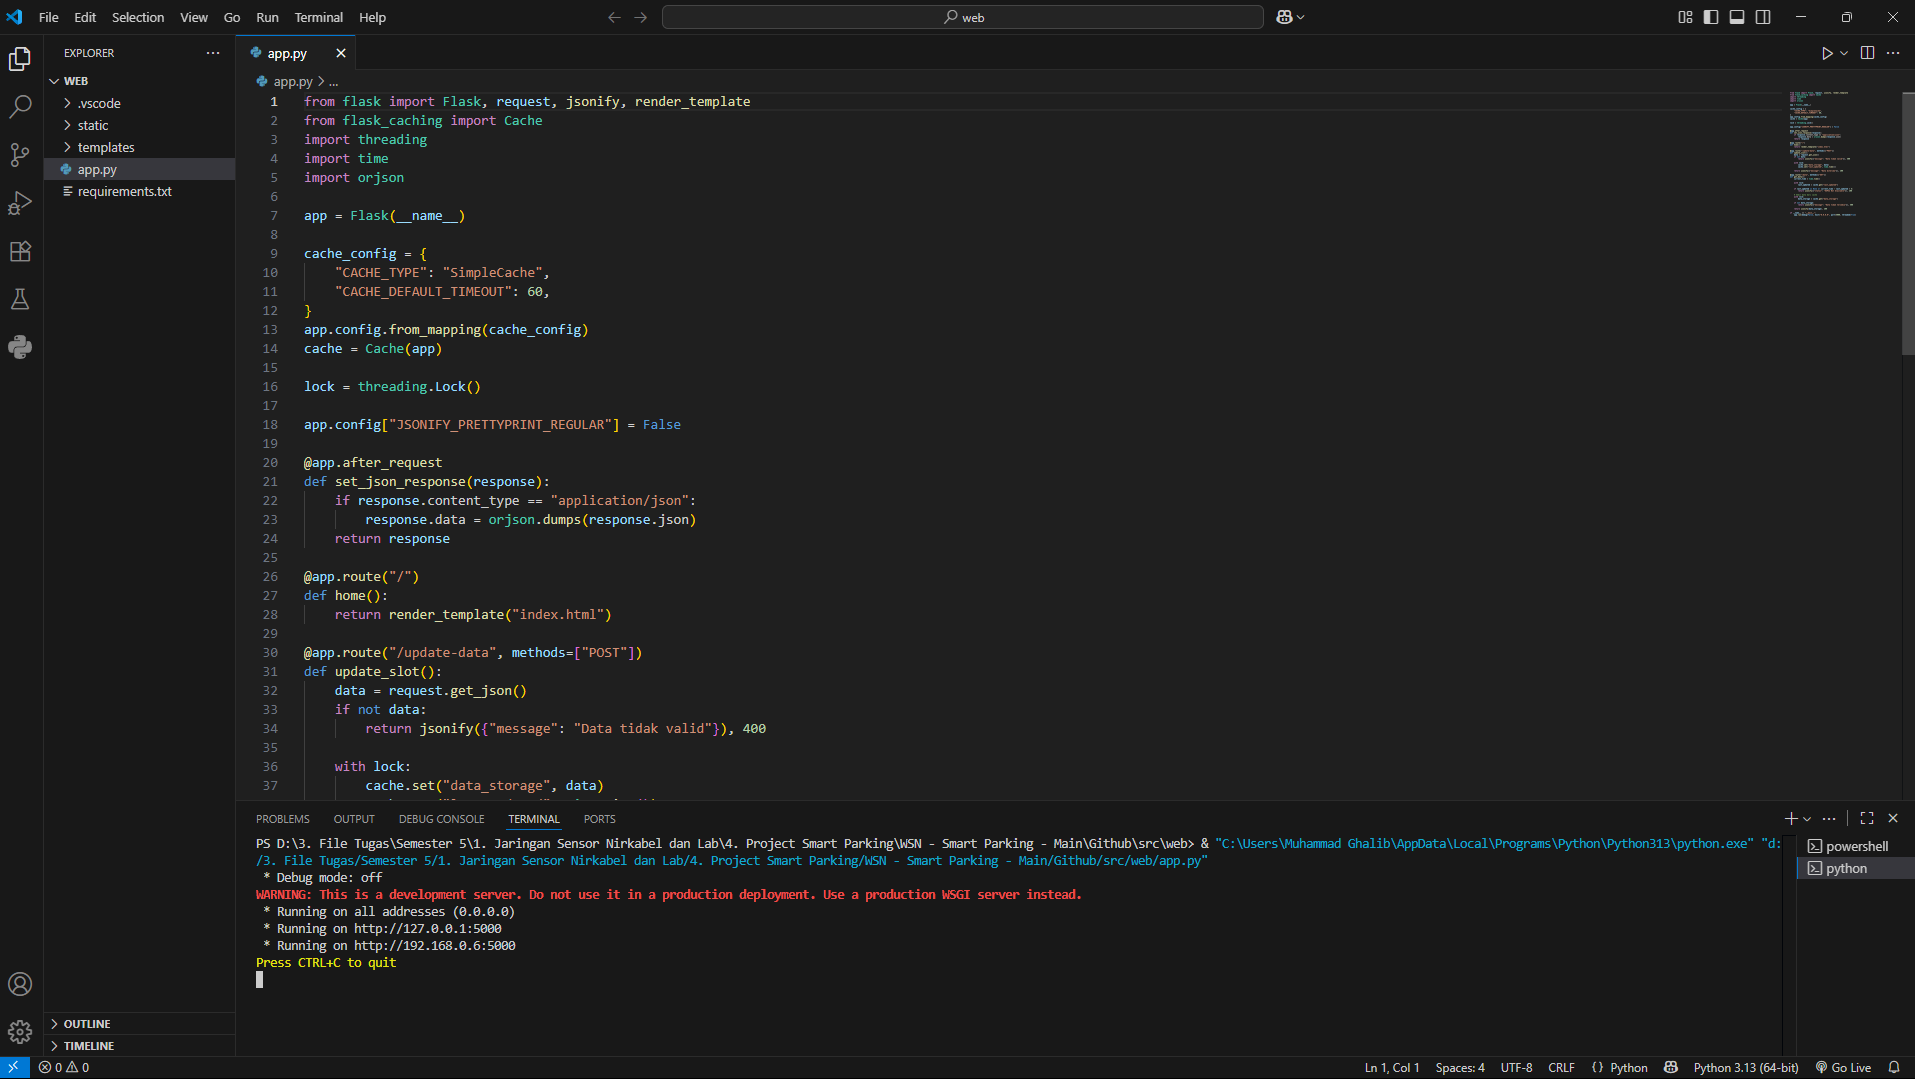 File Edit Selection View Go Run Terminal Help
web
EXPLORER
WEB
.vscode
static
templates
app.py
requirements.txt
OUTLINE
TIMELINE
app.py
app.py > ...
1 from flask import Flask, request, jsonify, render_template
2 from flask_caching import Cache
3 import threading
4 import time
5 import orjson
6
7 app = Flask(__name__)
8
9 cache_config = {
10 "CACHE_TYPE": "SimpleCache",
11 "CACHE_DEFAULT_TIMEOUT": 60,
12 }
13 app.config.from_mapping(cache_config)
14 cache = Cache(app)
15
16 lock = threading.Lock()
17
18 app.config["JSONIFY_PRETTYPRINT_REGULAR"] = False
19
20 @app.after_request
21 def set_json_response(response):
22 if response.content_type == "application/json":
23 response.data = orjson.dumps(response.json)
24 return response
25
26 @app.route("/")
27 def home():
28 return render_template("index.html")
29
30 @app.route("/update-data", methods=["POST"])
31 def update_slot():
32 data = request.get_json()
33 if not data:
34 return jsonify({"message": "Data tidak valid"}), 400
35
36 with lock:
37 cache.set("data_storage", data)
PROBLEMS OUTPUT DEBUG CONSOLE TERMINAL PORTS
PS D:\3. File Tugas\Semester 5\1. Jaringan Sensor Nirkabel dan Lab\4. Project Smart Parking\WSN - Smart Parking - Main\Github\src\web> & "C:\Users\Muhammad Ghalib\AppData\Local\Programs\Python\Python313\python.exe" "d:
/3. File Tugas/Semester 5/1. Jaringan Sensor Nirkabel dan Lab/4. Project Smart Parking/WSN - Smart Parking - Main/Github/src/web/app.py"
* Debug mode: off
WARNING: This is a development server. Do not use it in a production deployment. Use a production WSGI server instead.
* Running on all addresses (0.0.0.0)
* Running on http://127.0.0.1:5000
* Running on http://192.168.0.6:5000
Press CTRL+C to quit
powershell
python
0 0
Ln 1, Col 1 Spaces: 4 UTF-8 CRLF { } Python Python 3.13 (64-bit) Go Live